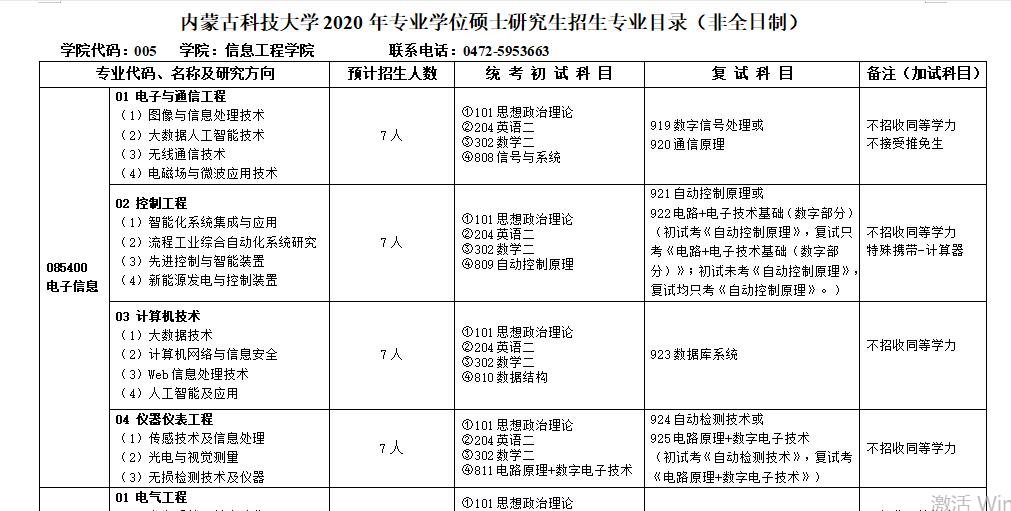 内蒙古科技大学 2020 年专业学位硕士研究生招生专业目录（非全日制）
学院代码：005 学院：信息工程学院 联系电话：0472-5953663
专业代码、名称及研究方向 预计招生人数 统 考 初 试 科 目 复 试 科 目 备注（加试科目）
085400
电子信息
01 电子与通信工程
（1）图像与信息处理技术
（2）大数据人工智能技术
（3）无线通信技术
（4）电磁场与微波应用技术
7 人
①101 思想政治理论
②204 英语二
③302 数学二
④808 信号与系统
919 数字信号处理或
920 通信原理
不招收同等学力
不接受推免生
02 控制工程
（1）智能化系统集成与应用
（2）流程工业综合自动化系统研究
（3）先进控制与智能装置
（4）新能源发电与控制装置
7 人
①101 思想政治理论
②204 英语二
③302 数学二
④809 自动控制原理
921 自动控制原理或
922 电路+电子技术基础（数字部分）
（初试考《自动控制原理》，复试只
考《电路+电子技术基础（数字部
分）》；初试未考《自动控制原理》，
复试均只考《自动控制原理》。）
不招收同等学力
特殊携带-计算器
03 计算机技术
（1）大数据技术
（2）计算机网络与信息安全
（3）Web 信息处理技术
（4）人工智能及应用
7 人
①101 思想政治理论
②204 英语二
③302 数学二
④810 数据结构
923 数据库系统
不招收同等学力
04 仪器仪表工程
（1）传感技术及信息处理
（2）光电与视觉测量
（3）无损检测技术及仪器
7 人
①101 思想政治理论
②204 英语二
③302 数学二
④811 电路原理+数字电子技术
924 自动检测技术或
925 电路原理+数字电子技术
（初试考《自动检测技术》，复试考
《电路原理+数字电子技术》）
不招收同等学力
01 电气工程
①101 思想政治理论
激活 Win